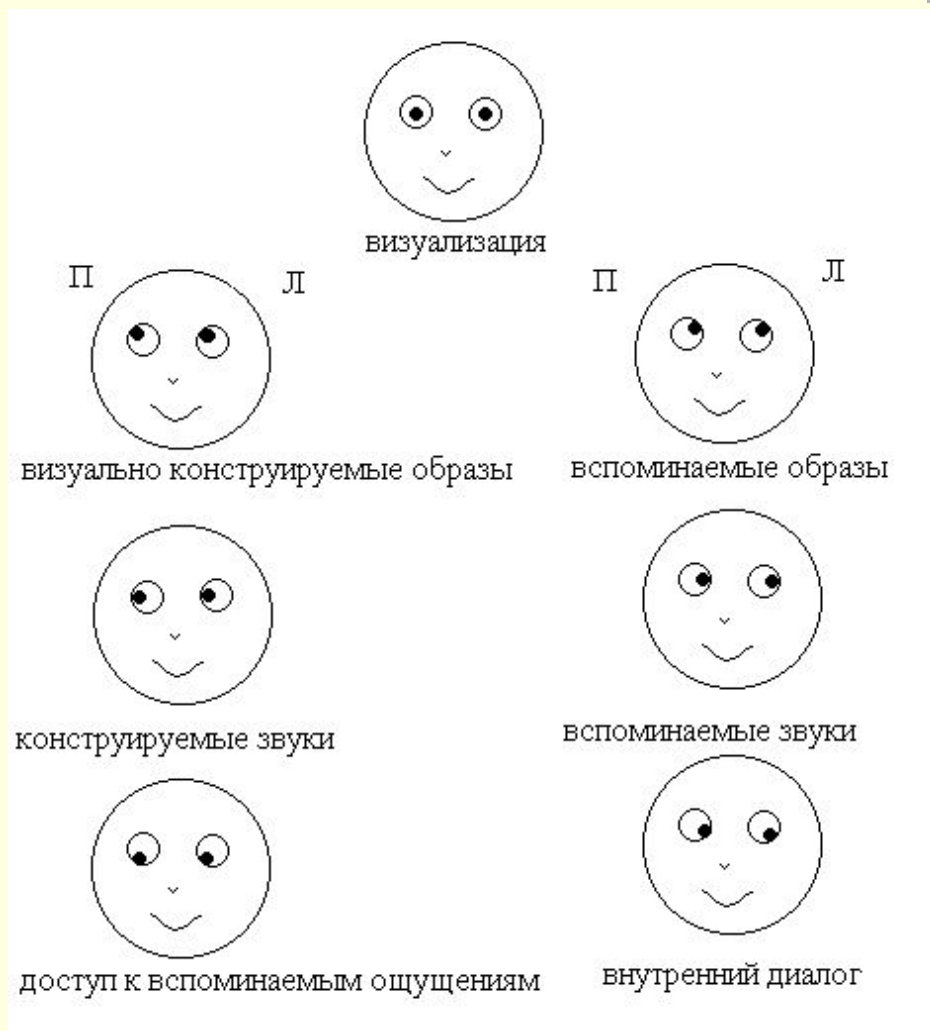 визуализация
П Л
П Л
визуально конструируемые образы
вспоминаемые образы
конструируемые звуки
вспоминаемые звуки
доступ к вспоминаемым ощущениям
внутренний диалог